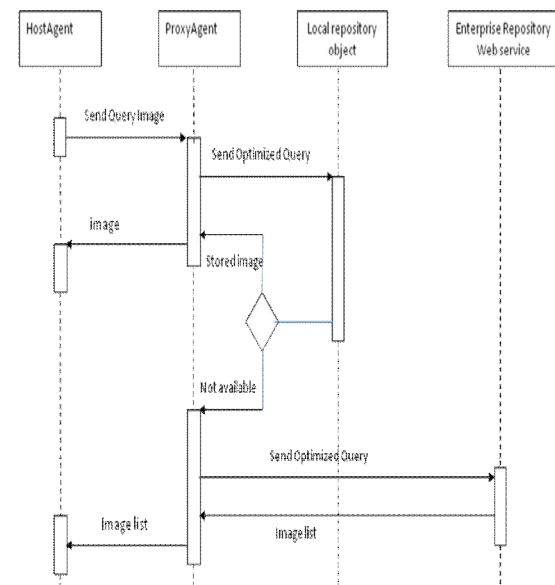 HostAgent
ProxyAgent
Local repository
object
Enterprise Repository
Web service
Send Query Image
Send Optimized Query
image
Stored image
Not available
Send Optimized Query
Image list
Image list